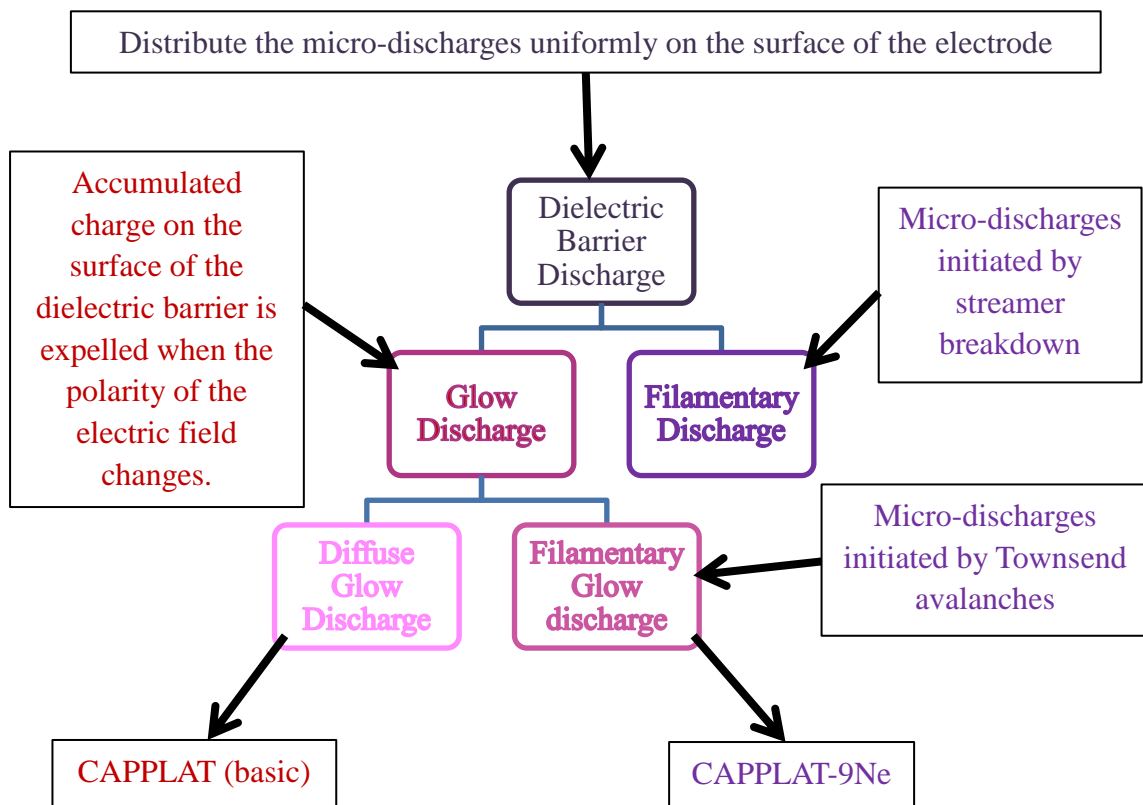 Distribute the micro-discharges uniformly on the surface of the electrode
Accumulated
charge on the
surface of the
dielectric barrier is
expelled when the
polarity of the
electric field
changes.
Dielectric
Barrier
Discharge
Micro-discharges
initiated by
streamer
breakdown
Glow
Discharge
Filamentary
Discharge
Diffuse
Glow
Discharge
Filamentary
Glow
discharge
Micro-discharges
initiated by Townsend
avalanches
CAPPLAT (basic)
CAPPLAT-9Ne